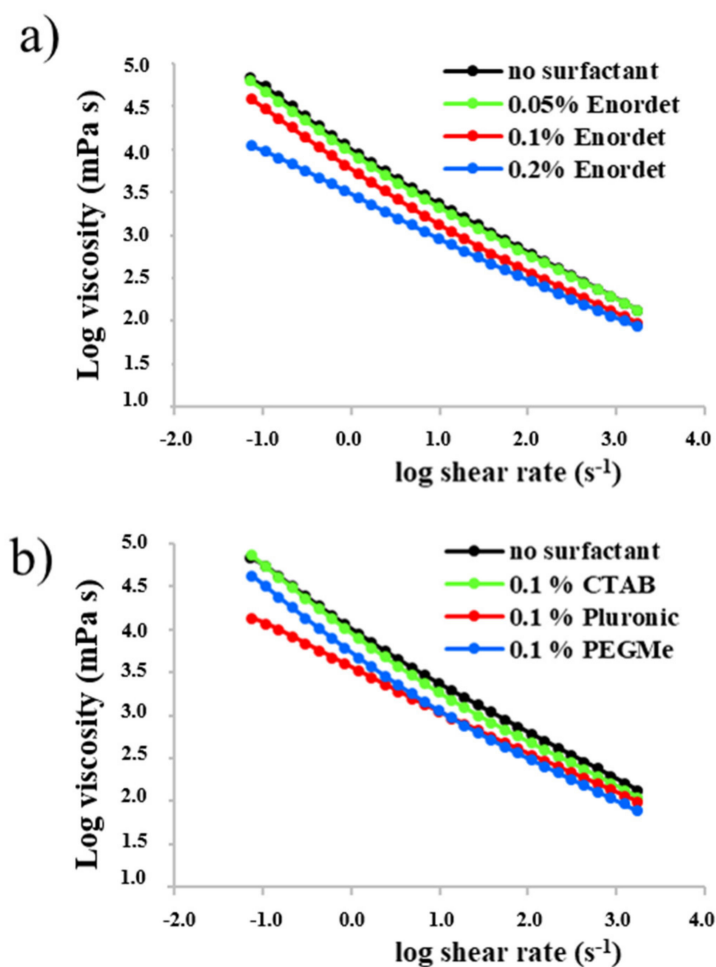 a)
5.0
4.5
4.0
3.5
3.0
2.5
2.0
1.5
1.0
Log viscosity (mPa s)
no surfactant
0.05% Enordet
0.1% Enordet
0.2% Enordet
-2.0 -1.0 0.0 1.0 2.0 3.0 4.0
log shear rate (s⁻¹)
b)
5.0
4.5
4.0
3.5
3.0
2.5
2.0
1.5
1.0
Log viscosity (mPa s)
no surfactant
0.1 % CTAB
0.1 % Pluronic
0.1 % PEGMe
-2.0 -1.0 0.0 1.0 2.0 3.0 4.0
log shear rate (s⁻¹)